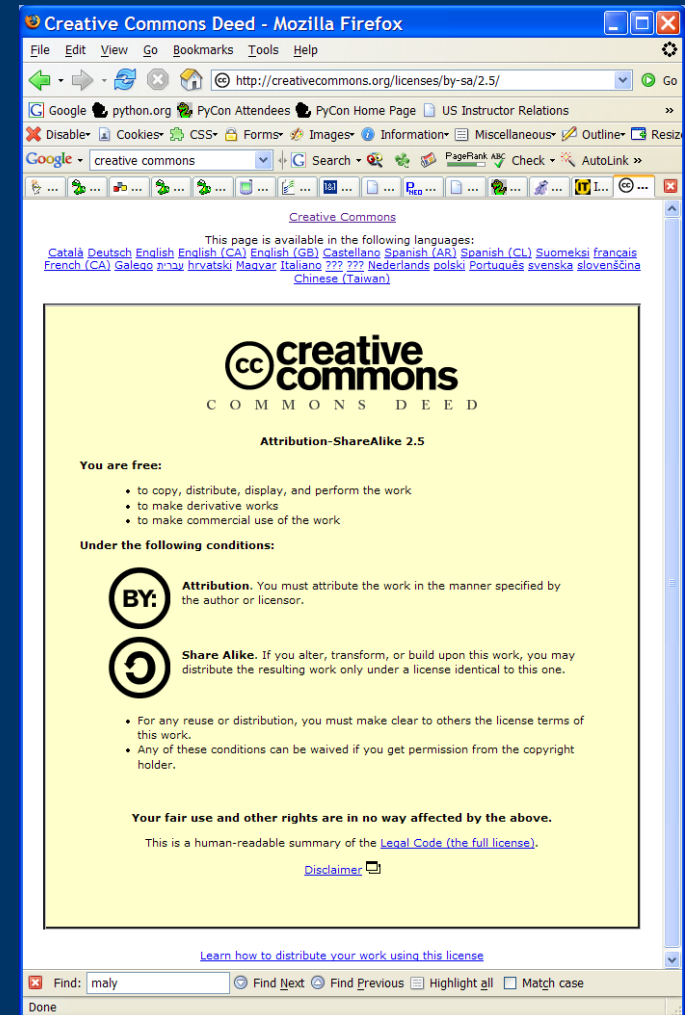 Creative Commons Deed - Mozilla Firefox
File Edit View Go Bookmarks Tools Help
http://creativecommons.org/licenses/by-sa/2.5/ Go
Google python.org PyCon Attendees PyCon Home Page US Instructor Relations »
Disable Cookies CSS Forms Images Information Miscellaneous Outline Resiz
Google creative commons G Search PageRank ABC Check AutoLink »
... ... ... ... ... ... ... ... ... ... ... ... ... I... ...
Creative Commons
This page is available in the following languages:
Català Deutsch English English (CA) English (GB) Castellano Spanish (AR) Spanish (CL) Suomeksi français
French (CA) Galego עברית hrvatski Magyar Italiano ??? ??? Nederlands polski Português svenska slovenščina
Chinese (Taiwan)
cc creative
commons
COMMONS DEED
Attribution-ShareAlike 2.5
You are free:
• to copy, distribute, display, and perform the work
• to make derivative works
• to make commercial use of the work
Under the following conditions:
BY:
Attribution. You must attribute the work in the manner specified by
the author or licensor.
Share Alike. If you alter, transform, or build upon this work, you may
distribute the resulting work only under a license identical to this one.
• For any reuse or distribution, you must make clear to others the license terms of
this work.
• Any of these conditions can be waived if you get permission from the copyright
holder.
Your fair use and other rights are in no way affected by the above.
This is a human-readable summary of the Legal Code (the full license).
Disclaimer
Learn how to distribute your work using this license
Find: maly Find Next Find Previous Highlight all Match case
Done